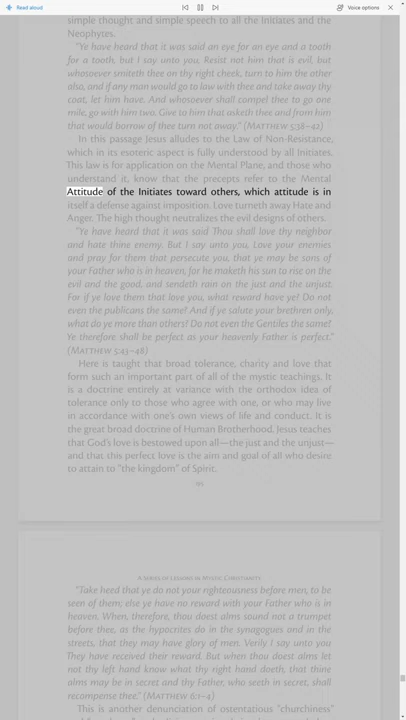 Read aloud
Voice options
simple thought and simple speech to all the Initiates and the
Neophytes.
"Ye have heard that it was said an eye for an eye and a tooth
for a tooth, but I say unto you, Resist not him that is evil, but
whosoever smiteth thee on thy right cheek, turn to him the other
also, and if any man would go to law with thee and take away thy
coat, let him have. And whosoever shall compel thee to go one
mile, go with him two. Give to him that asketh thee and from him
that would borrow of thee turn not away." (MATTHEW 5:38–42)
In this passage Jesus alludes to the Law of Non-Resistance,
which in its esoteric aspect is fully understood by all Initiates.
This law is for application on the Mental Plane, and those who
understand it, know that the precepts refer to the Mental
Attitude of the Initiates toward others, which attitude is in
itself a defense against imposition. Love turneth away Hate and
Anger. The high thought neutralizes the evil designs of others.
"Ye have heard that it was said Thou shall love thy neighbor
and hate thine enemy. But I say unto you, Love your enemies
and pray for them that persecute you, that ye may be sons of
your Father who is in heaven, for he maketh his sun to rise on the
evil and the good, and sendeth rain on the just and the unjust.
For if ye love them that love you, what reward have ye? Do not
even the publicans the same? And if ye salute your brethren only,
what do ye more than others? Do not even the Gentiles the same?
Ye therefore shall be perfect as your heavenly Father is perfect."
(MATTHEW 5:43–48)
Here is taught that broad tolerance, charity and love that
form such an important part of all of the mystic teachings. It
is a doctrine entirely at variance with the orthodox idea of
tolerance only to those who agree with one, or who may live
in accordance with one's own views of life and conduct. It is
the great broad doctrine of Human Brotherhood. Jesus teaches
that God's love is bestowed upon all—the just and the unjust—
and that this perfect love is the aim and goal of all who desire
to attain to "the kingdom" of Spirit.
A Series of Lessons in Mystic Christianity
"Take heed that ye do not your righteousness before men, to be
seen of them; else ye have no reward with your Father who is in
heaven. When, therefore, thou doest alms sound not a trumpet
before thee, as the hypocrites do in the synagogues and in the
streets, that they may have glory of men. Verily I say unto you
They have received their reward. But when thou doest alms let
not thy left hand know what thy right hand doeth, that thine
alms may be in secret and thy Father, who seeth in secret, shall
recompense thee." (MATTHEW 6:1–4)
This is another denunciation of ostentatious "churchiness"